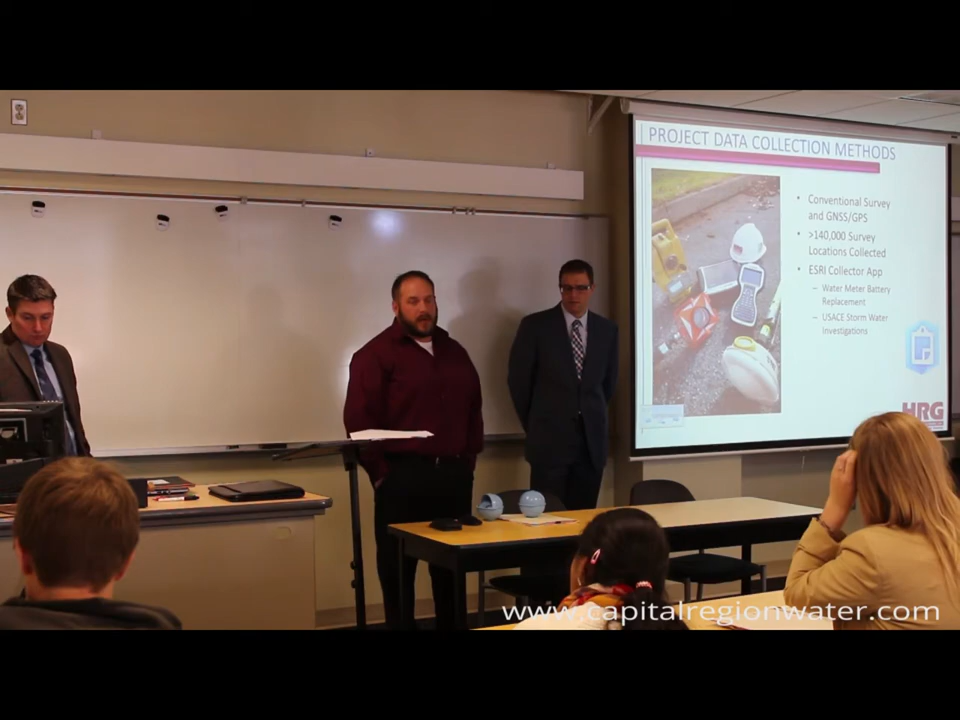 PROJECT DATA COLLECTION METHODS
• Conventional Survey
and GNSS/GPS
• >140,000 Survey
Locations Collected
• ESRI Collector App
– Water Meter Battery
Replacement
– USACE Storm Water
Investigations
HRG
www.capitalregionwater.com